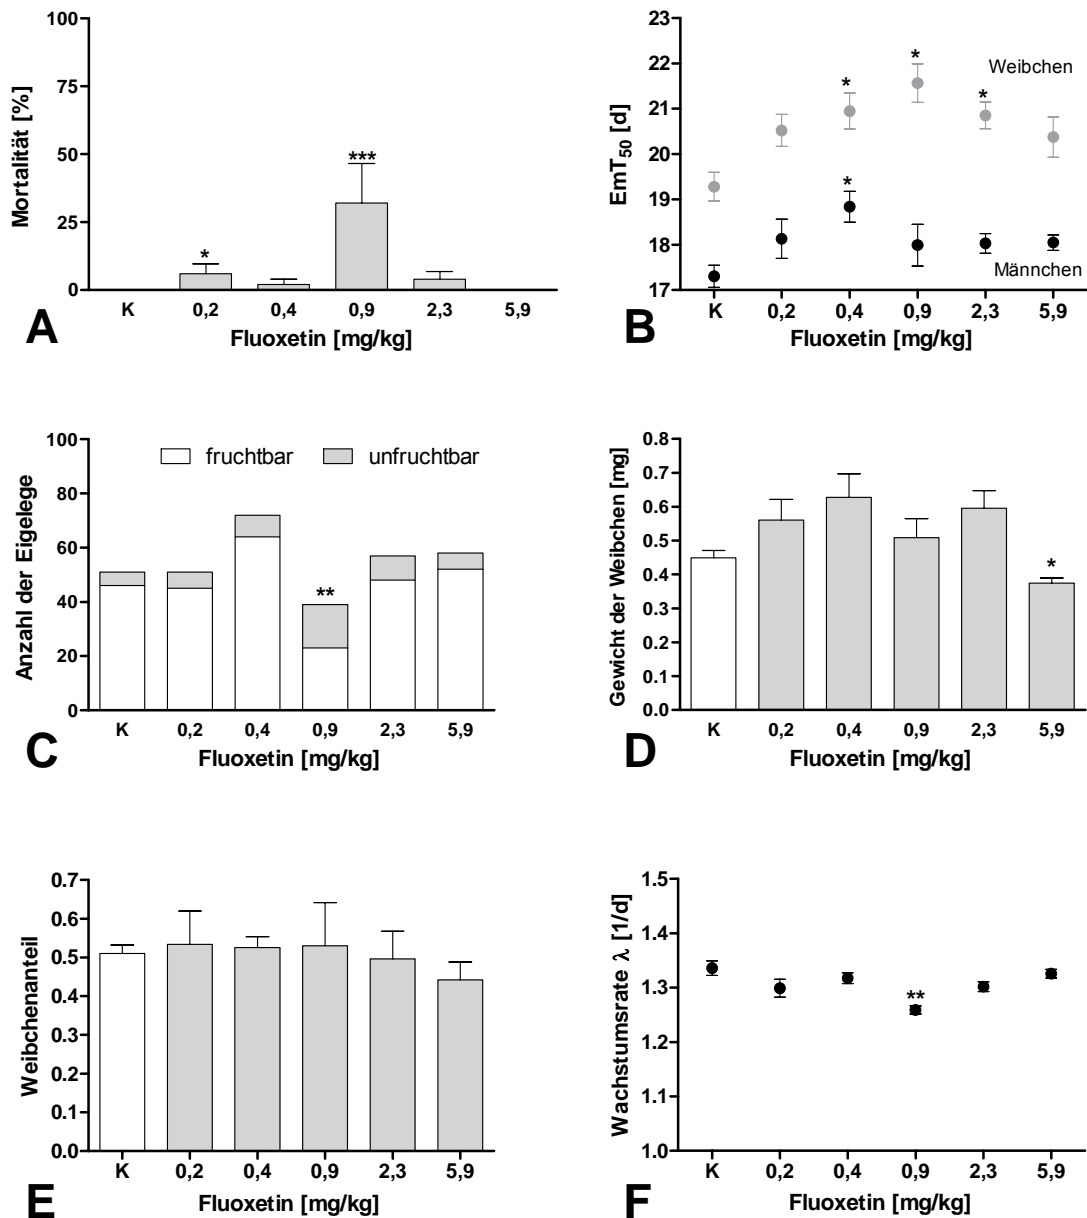 100
75
50
25
0
Mortalität [%]
*
***
K 0,2 0,4 0,9 2,3 5,9
Fluoxetin [mg/kg]
A
23
22
21
20
19
18
17
EmT50 [d]
* * * *
Weibchen
Männchen
K 0,2 0,4 0,9 2,3 5,9
Fluoxetin [mg/kg]
B
100
80
60
40
20
0
Anzahl der Eigelege
fruchtbar unfruchtbar
**
K 0,2 0,4 0,9 2,3 5,9
Fluoxetin [mg/kg]
C
0.8
0.7
0.6
0.5
0.4
0.3
0.2
0.1
0.0
Gewicht der Weibchen [mg]
*
K 0,2 0,4 0,9 2,3 5,9
Fluoxetin [mg/kg]
D
0.7
0.6
0.5
0.4
0.3
0.2
0.1
0.0
Weibchenanteil
K 0,2 0,4 0,9 2,3 5,9
Fluoxetin [mg/kg]
E
1.5
1.4
1.3
1.2
1.1
1.0
Wachstumsrate λ [1/d]
**
K 0,2 0,4 0,9 2,3 5,9
Fluoxetin [mg/kg]
F